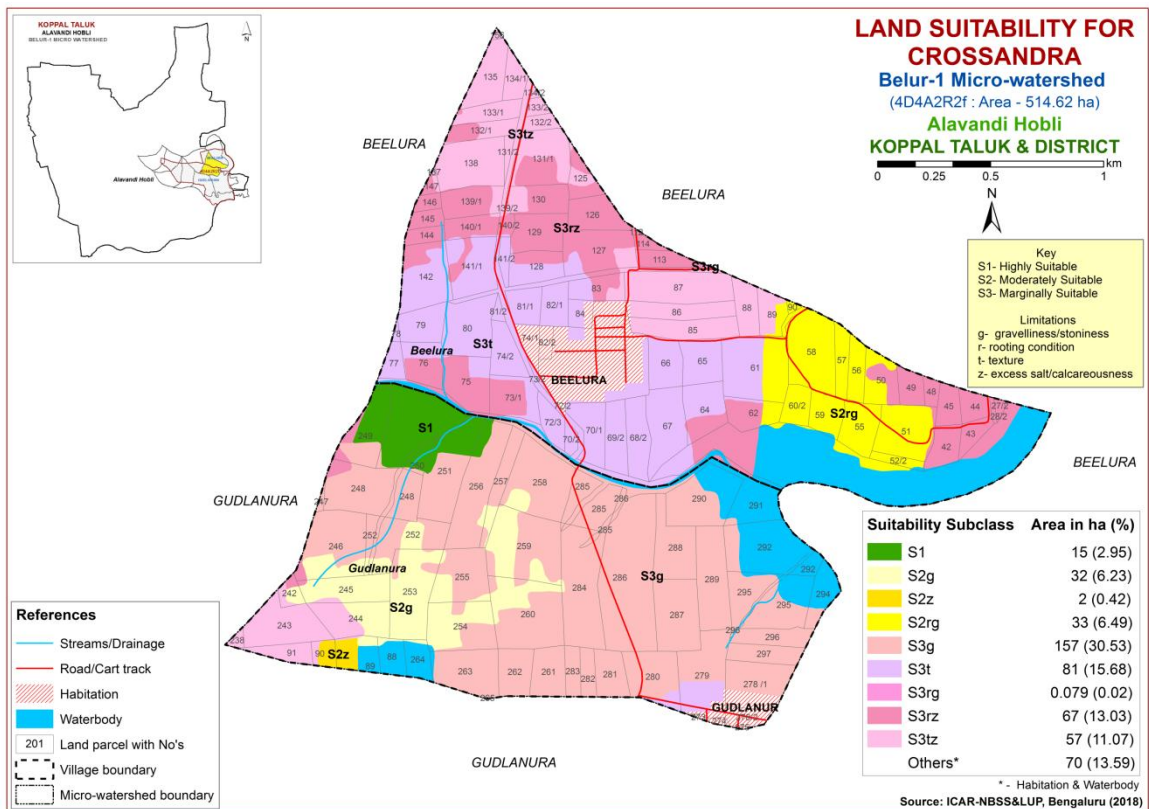 KOPPAL TALUK
ALAVANDI HOBLI
BELUR-1 MICRO WATERSHED
N
Alavandi Hobli
LAND SUITABILITY FOR
CROSSANDRA
Belur-1 Micro-watershed
(4D4A2R2f : Area - 514.62 ha)
Alavandi Hobli
KOPPAL TALUK & DISTRICT
km
0 0.25 0.5 1
N
Key
S1- Highly Suitable
S2- Moderately Suitable
S3- Marginally Suitable
Limitations
g- gravelliness/stoniness
r- rooting condition
t- texture
z- excess salt/calcareousness
BEELURA
BEELURA
BEELURA
GUDLANURA
GUDLANURA
135 134/1
134/2
133/1 133/2
132/1 S3tz 132/2
131/2
138 131/1
125
147
146 139/1 139/2 130 126
145 140/1 140/2 129 S3rz 127
144 114
141/1 141/2 128 113
S3rg
142 83 87
81/1 82/1 84 86 88 89 90
79 80 81/2 85
S3t 74/1 82/2
Beelura 74/2
77 76 BEELURA 66 65 61 58 57 56 50 49 48
75 45 44 27/2
73/1 72/2 64 62 60/2 59 S2rg 28/2
72/3 70/2 70/1 69/2 68/2 67 55 51 42 43
52/2
S1
249
250 251
247 248 248 256 257 258 285 286 290 291
285
285
246 252 252 259 288 292 292
Gudlanura 255 284 286 S3g 289 295 294
242 245 253 295
S2g 260 287
243 244 254 296
238 297
91 90 S2z 89 88 264 263 262 261 283 282 281 280 279 278 /1
GUDLANUR
274
References
Streams/Drainage
Road/Cart track
Habitation
Waterbody
201 Land parcel with No's
Village boundary
Micro-watershed boundary
Suitability Subclass Area in ha (%)
S1 15 (2.95)
S2g 32 (6.23)
S2z 2 (0.42)
S2rg 33 (6.49)
S3g 157 (30.53)
S3t 81 (15.68)
S3rg 0.079 (0.02)
S3rz 67 (13.03)
S3tz 57 (11.07)
Others* 70 (13.59)
* - Habitation & Waterbody
Source: ICAR-NBSS&LUP, Bengaluru (2018)